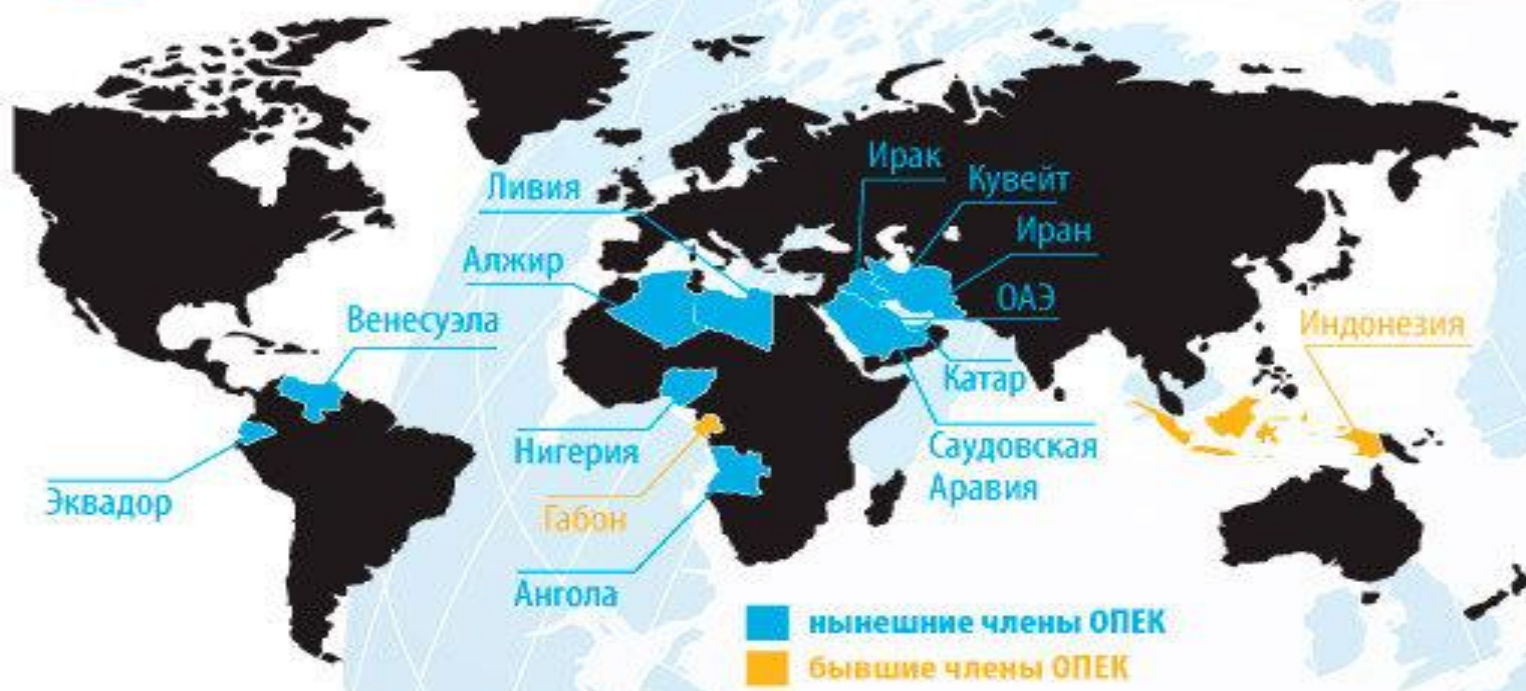 Ирак
Кувейт
Ливия
Иран
Алжир
ОАЭ
Венесуэла
Индонезия
Катар
Нигерия
Саудовская
Аравия
Эквадор
Габон
Ангола
нынешние члены ОПЕК
бывшие члены ОПЕК